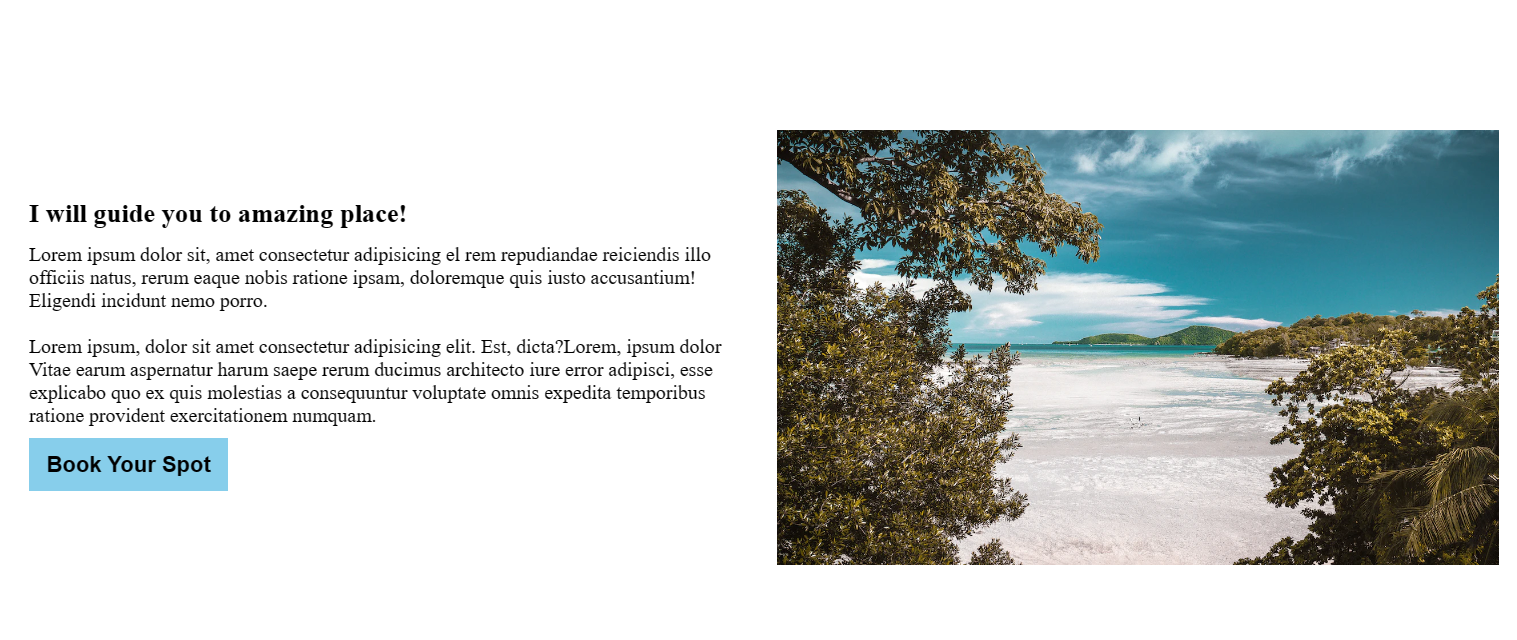 I will guide you to amazing place!
Lorem ipsum dolor sit, amet consectetur adipisicing el rem repudiandae reiciendis illo
officiis natus, rerum eaque nobis ratione ipsam, doloremque quis iusto accusantium!
Eligendi incidunt nemo porro.
Lorem ipsum, dolor sit amet consectetur adipisicing elit. Est, dicta?Lorem, ipsum dolor
Vitae earum aspernatur harum saepe rerum ducimus architecto iure error adipisci, esse
explicabo quo ex quis molestias a consequuntur voluptate omnis expedita temporibus
ratione provident exercitationem numquam.
Book Your Spot